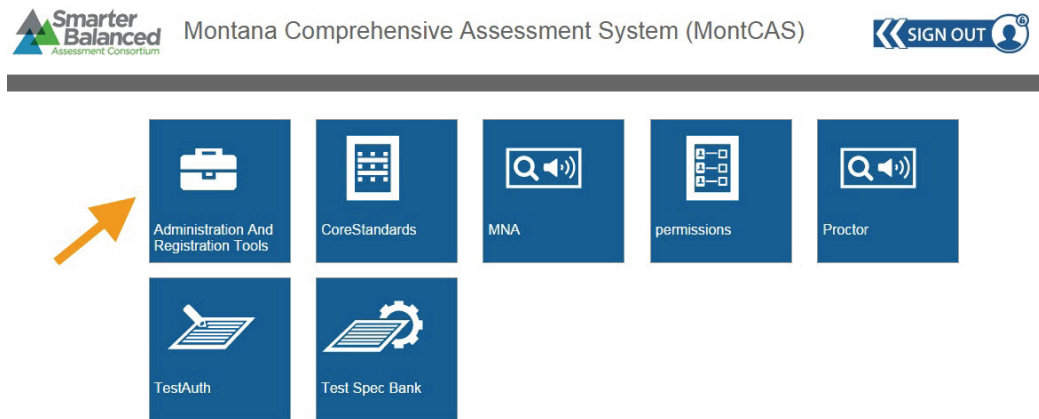 Smarter
Balanced
Assessment Consortium
Montana Comprehensive Assessment System (MontCAS)
SIGN OUT
Administration And
Registration Tools
CoreStandards
MNA
permissions
Proctor
TestAuth
Test Spec Bank